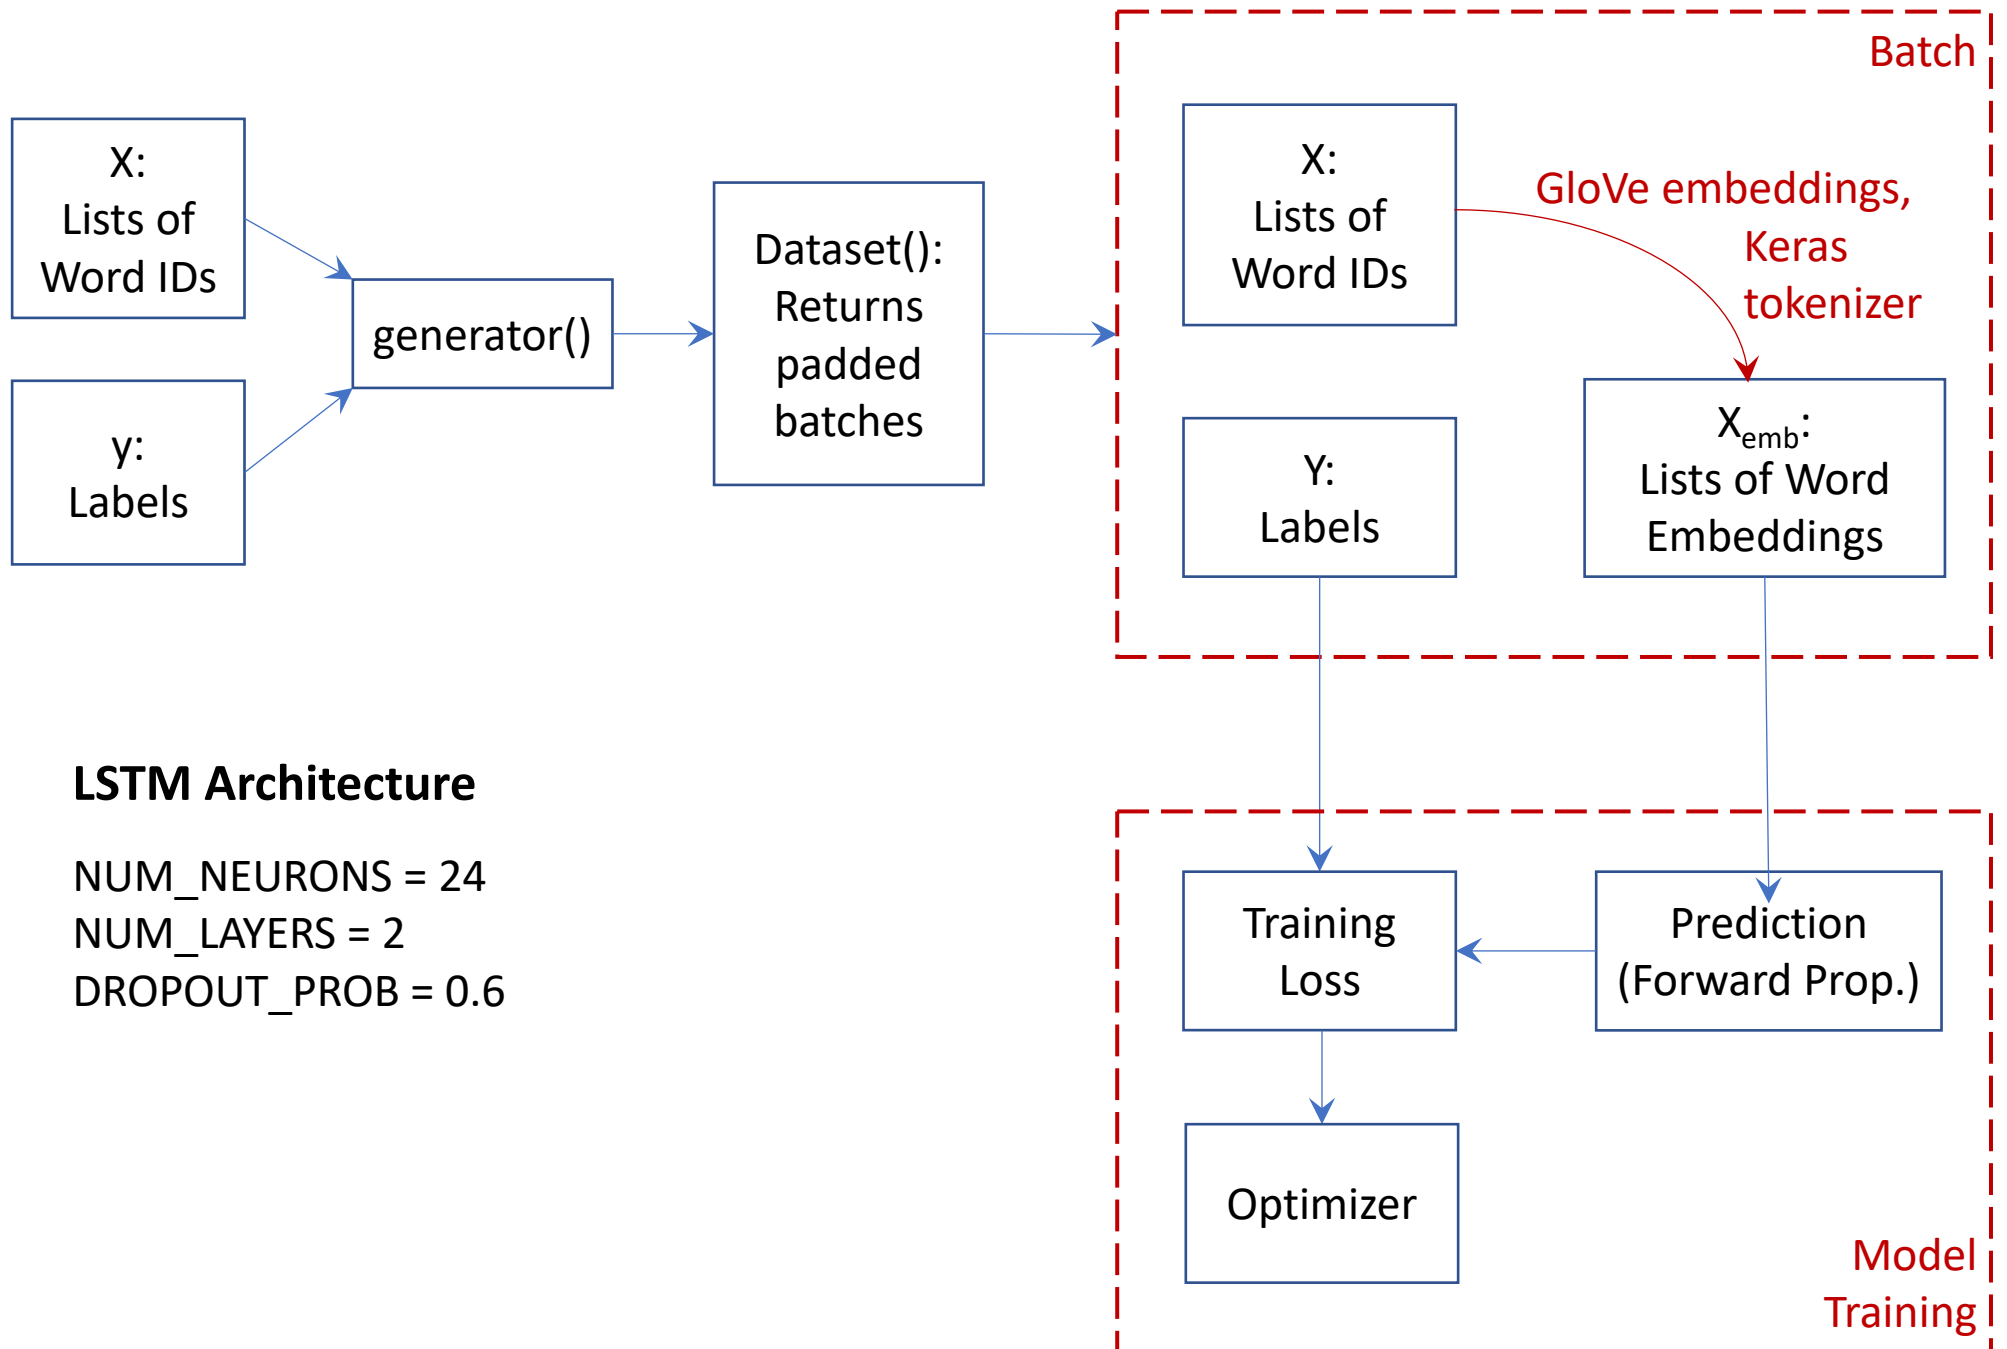 Batch
X:
Lists of
Word IDs
y:
Labels
generator()
Dataset():
Returns
padded
batches
X:
Lists of
Word IDs
GloVe embeddings,
Keras
tokenizer
Y:
Labels
Xemb:
Lists of Word
Embeddings
LSTM Architecture
NUM_NEURONS = 24
NUM_LAYERS = 2
DROPOUT_PROB = 0.6
Training
Loss
Prediction
(Forward Prop.)
Optimizer
Model
Training